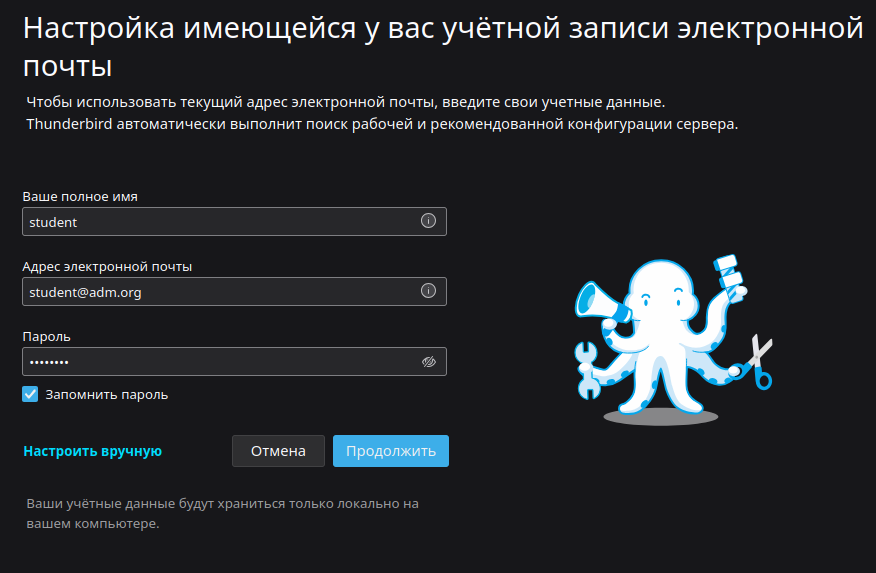 Настройка имеющейся у вас учётной записи электронной
почты
Чтобы использовать текущий адрес электронной почты, введите свои учетные данные.
Thunderbird автоматически выполнит поиск рабочей и рекомендованной конфигурации сервера.
Ваше полное имя
student
Адрес электронной почты
student@adm.org
Пароль
••••••••
Запомнить пароль
Настроить вручную
Отмена
Продолжить
Ваши учётные данные будут храниться только локально на
вашем компьютере.